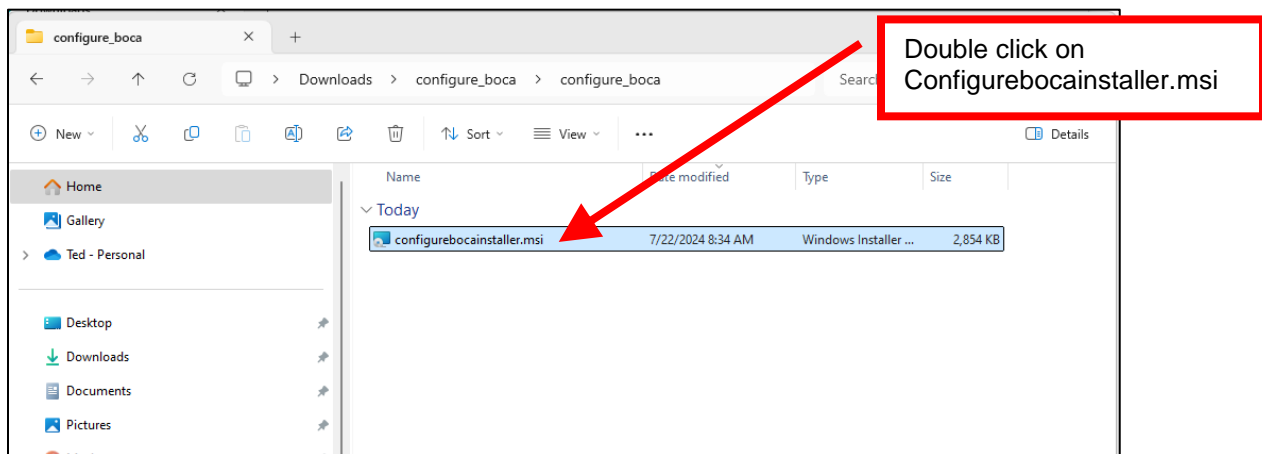 configure_boca
Double click on
Configurebocainstaller.msi
Downloads > configure_boca > configure_boca
New
Sort
View
Details
Home
Gallery
Ted - Personal
Desktop
Downloads
Documents
Pictures
Name
Date modified
Type
Size
Today
configurebocainstaller.msi
7/22/2024 8:34 AM
Windows Installer ...
2,854 KB